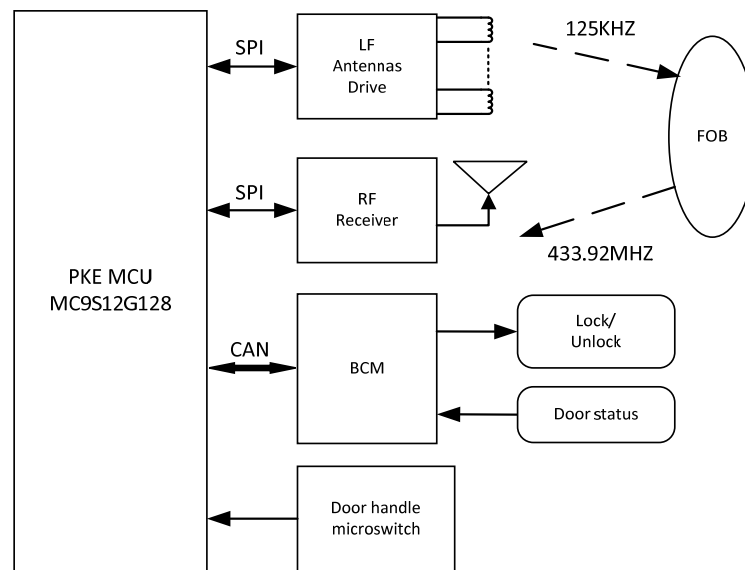 SPI
LF
Antennas
Drive
125KHZ
FOB
SPI
RF
Receiver
433.92MHZ
PKE MCU
MC9S12G128
CAN
BCM
Lock/
Unlock
Door status
Door handle
microswitch